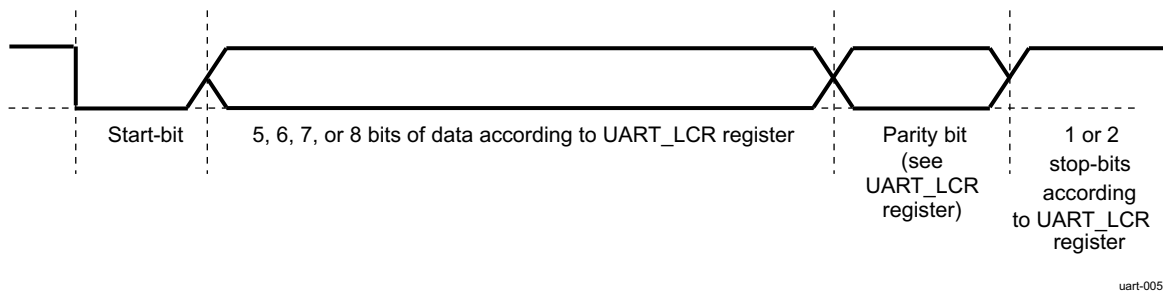 Start-bit
5, 6, 7, or 8 bits of data according to UART_LCR register
Parity bit
(see
UART_LCR
register)
1 or 2
stop-bits
according
to UART_LCR
register
uart-005